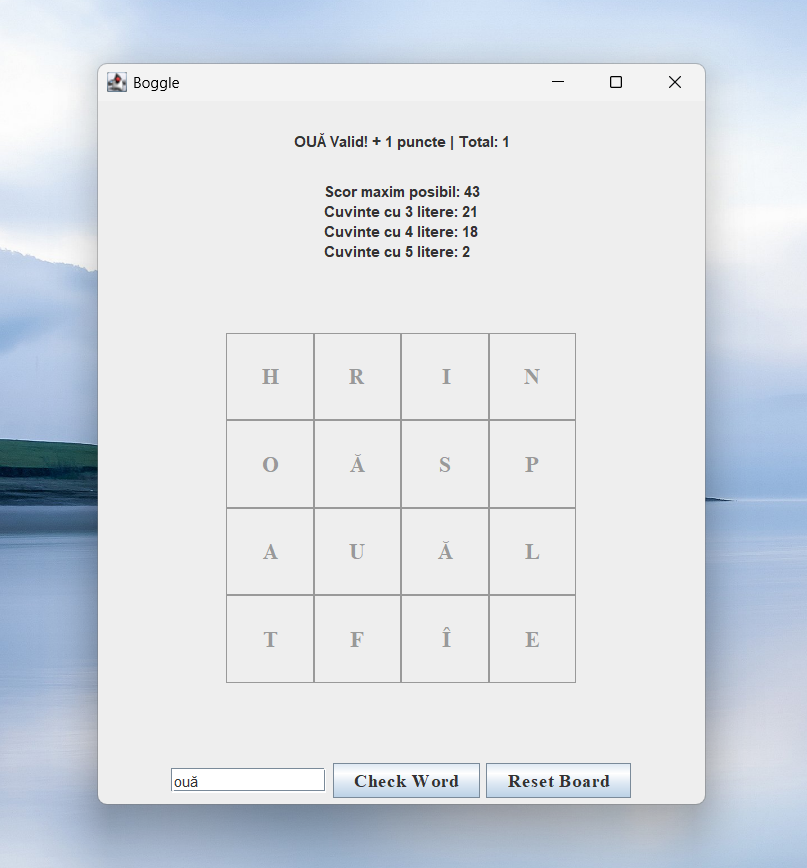 Boggle
OUĂ Valid! + 1 puncte | Total: 1
Scor maxim posibil: 43
Cuvinte cu 3 litere: 21
Cuvinte cu 4 litere: 18
Cuvinte cu 5 litere: 2
H R I N
O Ă S P
A U Ă L
T F Î E
ouă Check Word Reset Board